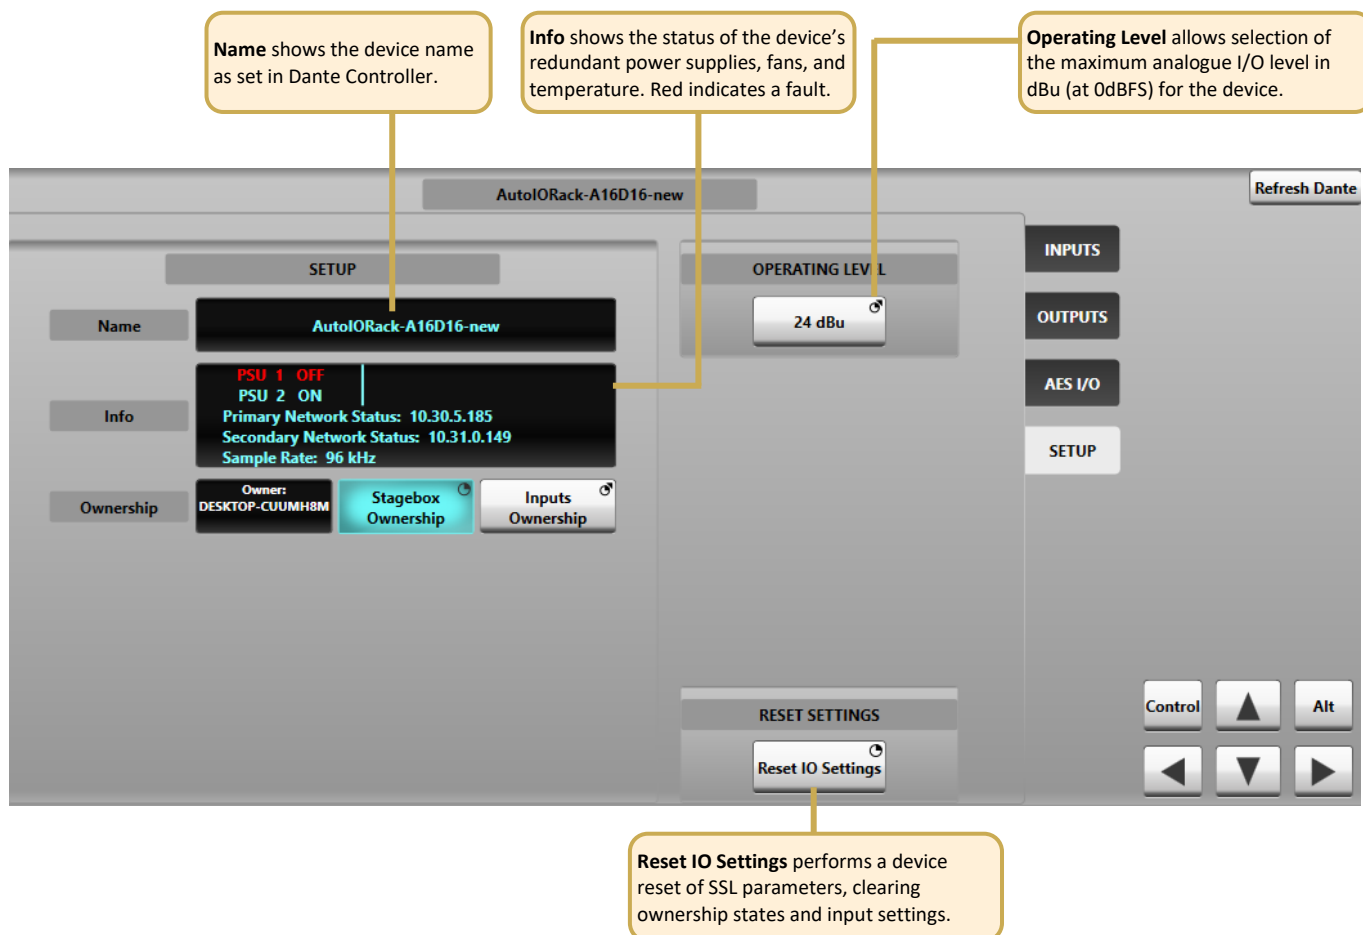 Name shows the device name
as set in Dante Controller.
Info shows the status of the device's
redundant power supplies, fans, and
temperature. Red indicates a fault.
Operating Level allows selection of
the maximum analogue I/O level in
dBu (at 0dBFS) for the device.
AutoIORack-A16D16-new
Refresh Dante
SETUP
Name
AutoIORack-A16D16-new
Info
PSU 1 OFF
PSU 2 ON
Primary Network Status: 10.30.5.185
Secondary Network Status: 10.31.0.149
Sample Rate: 96 kHz
Ownership
Owner:
DESKTOP-CUUMH8M
Stagebox
Ownership
Inputs
Ownership
OPERATING LEVEL
24 dBu
INPUTS
OUTPUTS
AES I/O
SETUP
RESET SETTINGS
Reset IO Settings
Control
Alt
Reset IO Settings performs a device
reset of SSL parameters, clearing
ownership states and input settings.